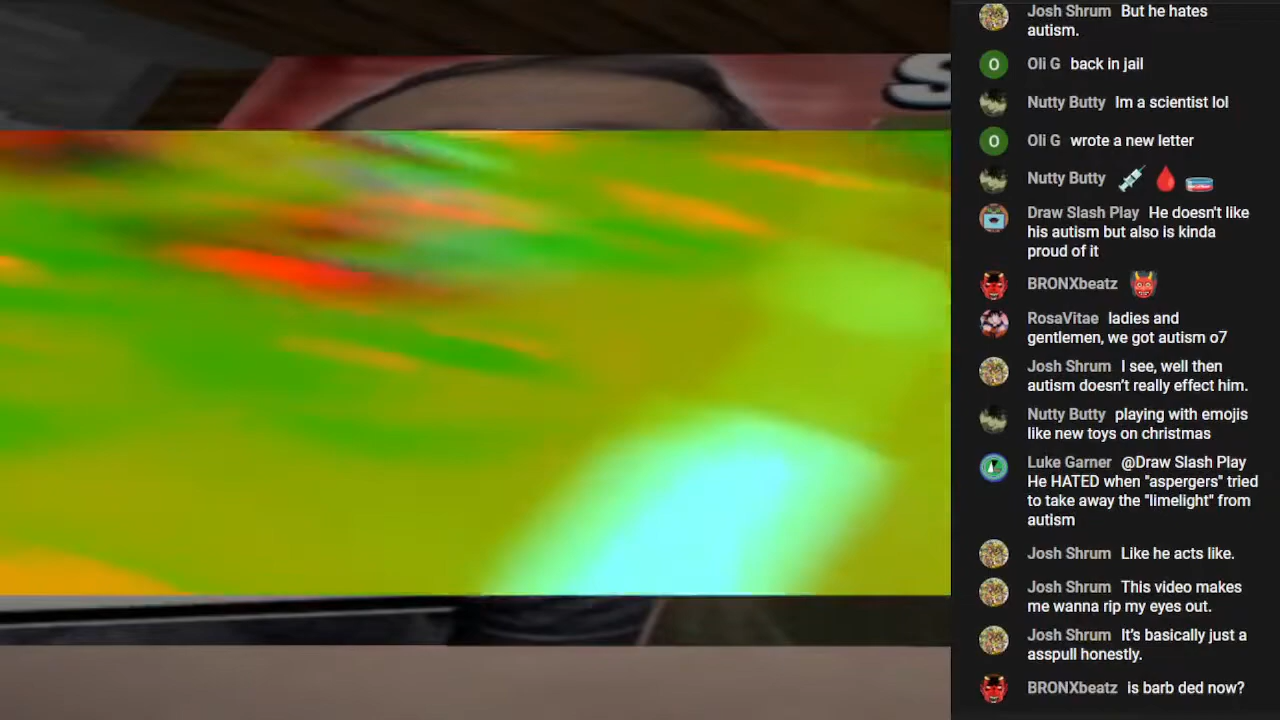 Josh Shrum But he hates
autism.
Oli G back in jail
Nutty Butty Im a scientist lol
Oli G wrote a new letter
Nutty Butty 💉 🩸 🧫
Draw Slash Play He doesn't like
his autism but also is kinda
proud of it
BRONXbeatz 👹
RosaVitae ladies and
gentlemen, we got autism o7
Josh Shrum I see, well then
autism doesn't really effect him.
Nutty Butty playing with emojis
like new toys on christmas
Luke Garner @Draw Slash Play
He HATED when "aspergers" tried
to take away the "limelight" from
autism
Josh Shrum Like he acts like.
Josh Shrum This video makes
me wanna rip my eyes out.
Josh Shrum It's basically just a
asspull honestly.
BRONXbeatz is barb ded now?
O
O
S